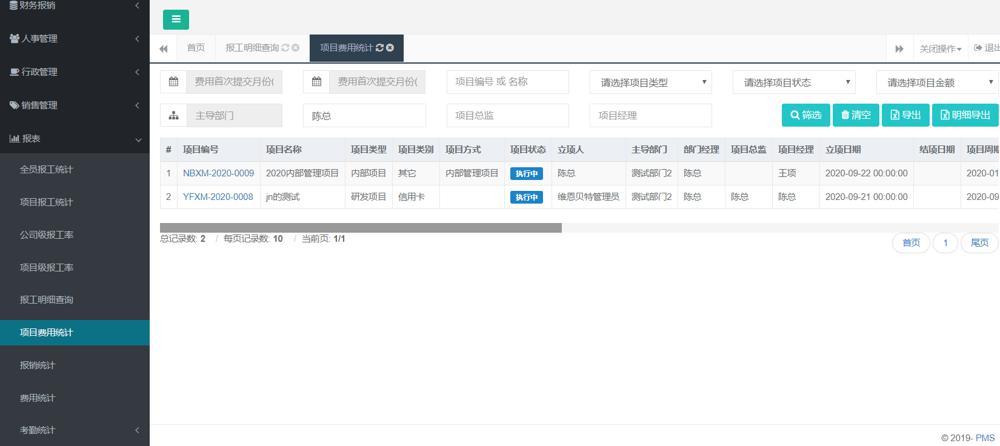 财务报销
人事管理
行政管理
销售管理
报表
全员报工统计
项目报工统计
公司级报工率
项目级报工率
报工明细查询
项目费用统计
报销统计
费用统计
考勤统计
首页 报工明细查询 项目费用统计 关闭操作 退出
费用首次提交月份( 费用首次提交月份( 项目编号 或 名称 请选择项目类型 请选择项目状态 请选择项目金额
主导部门 陈总 项目总监 项目经理 筛选 清空 导出 明细导出
# 项目编号 项目名称 项目类型 项目类别 项目方式 项目状态 立项人 主导部门 部门经理 项目总监 项目经理 立项日期 结项日期 项目周期
1 NBXM-2020-0009 2020内部管理项目 内部项目 其它 内部管理项目 执行中 陈总 测试部门2 陈总 王项 2020-09-22 00:00:00 2020-01
2 YFXM-2020-0008 jn的测试 研发项目 信用卡 执行中 维恩贝特管理员 测试部门2 陈总 陈总 陈总 2020-09-21 00:00:00 2020-09
总记录数: 2 / 每页记录数: 10 / 当前页: 1/1
首页 1 尾页
© 2019- PMS